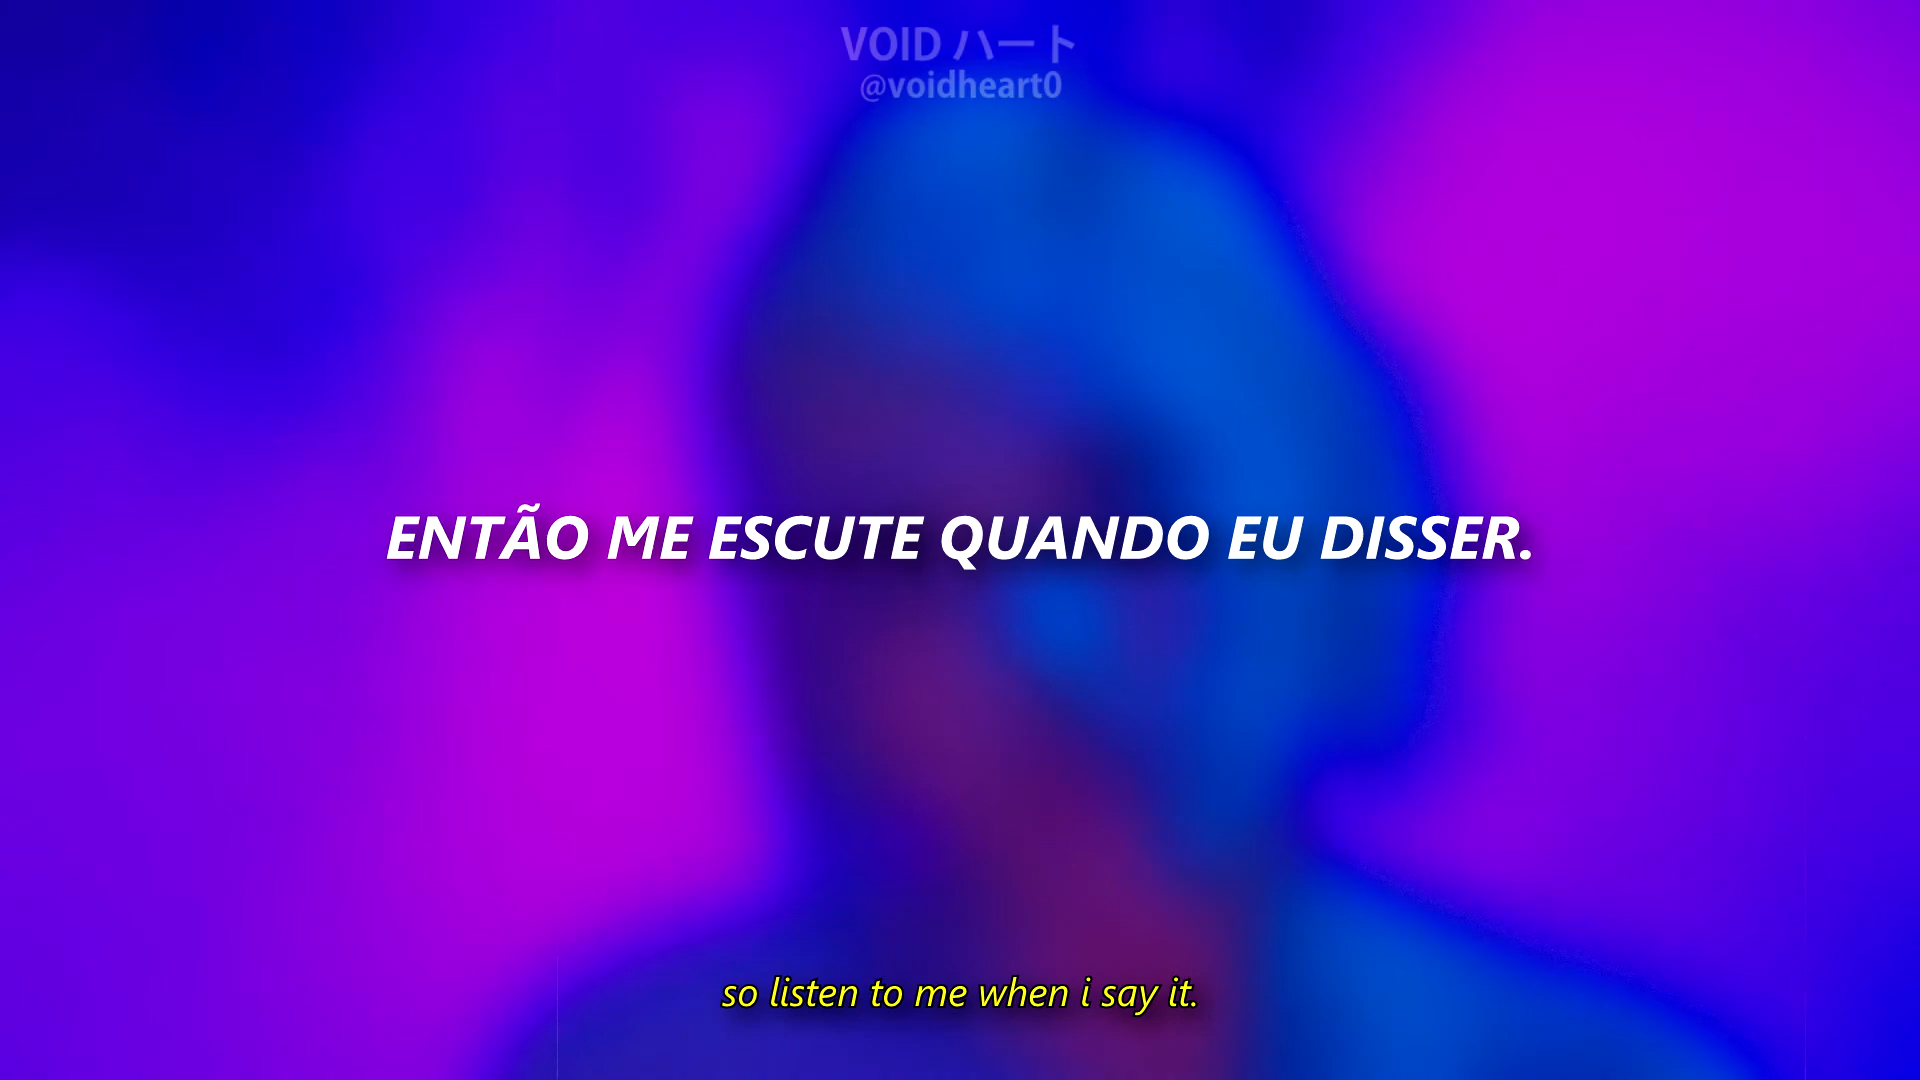 VOID ハート
@voidheart0
ENTÃO ME ESCUTE QUANDO EU DISSER.
so listen to me when i say it.